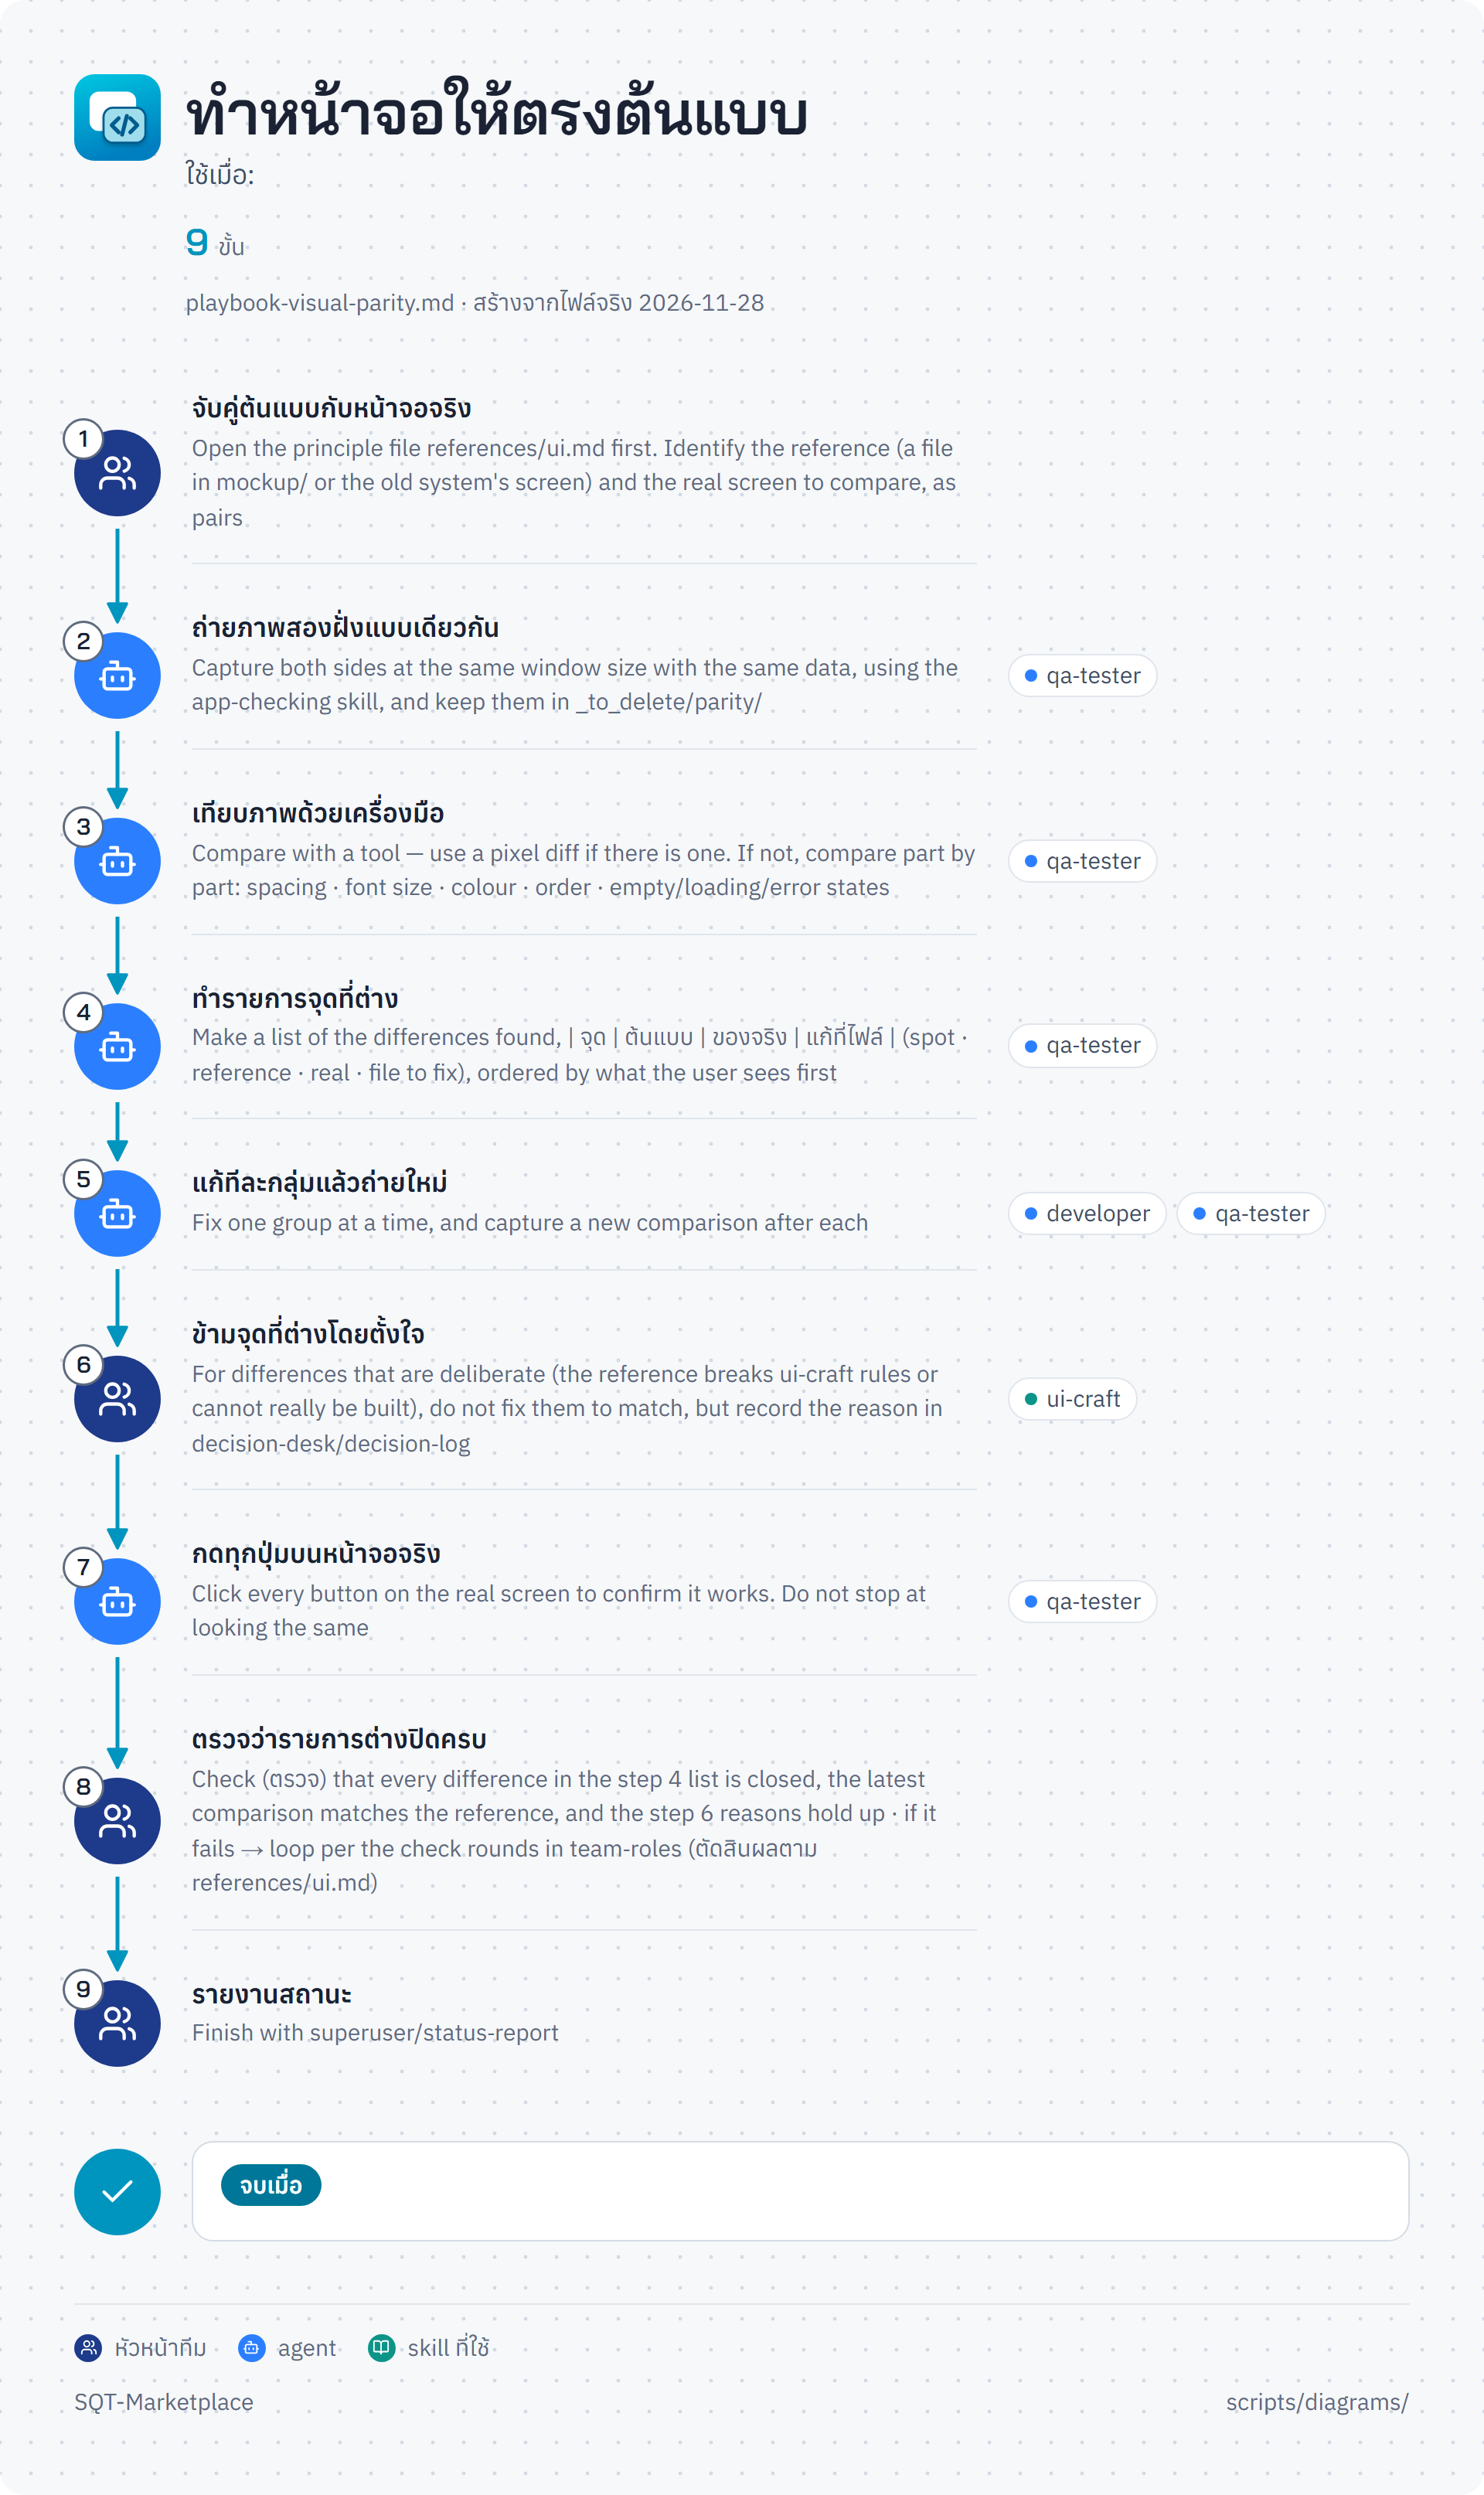 ทำหน้าจอให้ตรงต้นแบบ
ใช้เมื่อ:
9 ขั้น
playbook-visual-parity.md · สร้างจากไฟล์จริง 2026-11-28
1
จับคู่ต้นแบบกับหน้าจอจริง
Open the principle file references/ui.md first. Identify the reference (a file
in mockup/ or the old system's screen) and the real screen to compare, as
pairs
2
ถ่ายภาพสองฝั่งแบบเดียวกัน
Capture both sides at the same window size with the same data, using the
app-checking skill, and keep them in _to_delete/parity/
qa-tester
3
เทียบภาพด้วยเครื่องมือ
Compare with a tool — use a pixel diff if there is one. If not, compare part by
part: spacing · font size · colour · order · empty/loading/error states
qa-tester
4
ทำรายการจุดที่ต่าง
Make a list of the differences found, | จุด | ต้นแบบ | ของจริง | แก้ที่ไฟล์ | (spot ·
reference · real · file to fix), ordered by what the user sees first
qa-tester
5
แก้ทีละกลุ่มแล้วถ่ายใหม่
Fix one group at a time, and capture a new comparison after each
developer qa-tester
6
ข้ามจุดที่ต่างโดยตั้งใจ
For differences that are deliberate (the reference breaks ui-craft rules or
cannot really be built), do not fix them to match, but record the reason in
decision-desk/decision-log
ui-craft
7
กดทุกปุ่มบนหน้าจอจริง
Click every button on the real screen to confirm it works. Do not stop at
looking the same
qa-tester
8
ตรวจว่ารายการต่างปิดครบ
Check (ตรวจ) that every difference in the step 4 list is closed, the latest
comparison matches the reference, and the step 6 reasons hold up · if it
fails → loop per the check rounds in team-roles (ตัดสินผลตาม
references/ui.md)
9
รายงานสถานะ
Finish with superuser/status-report
จบเมื่อ
หัวหน้าทีม agent skill ที่ใช้
SQT-Marketplace scripts/diagrams/